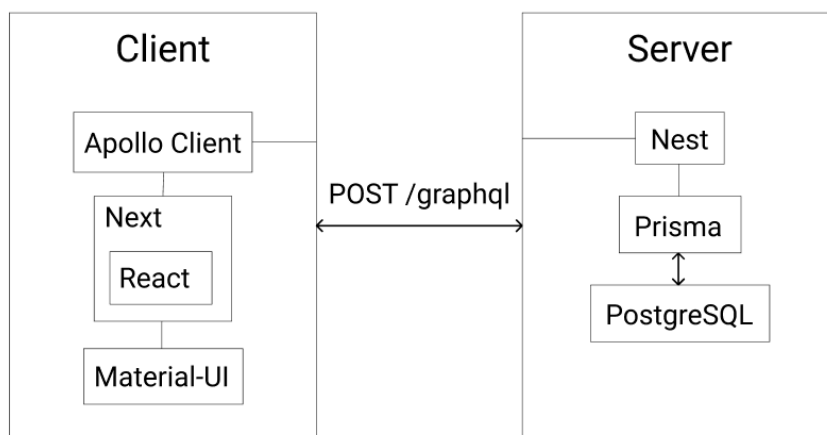 Client
Apollo Client
Next
React
Material-UI
POST /graphql
Server
Nest
Prisma
PostgreSQL